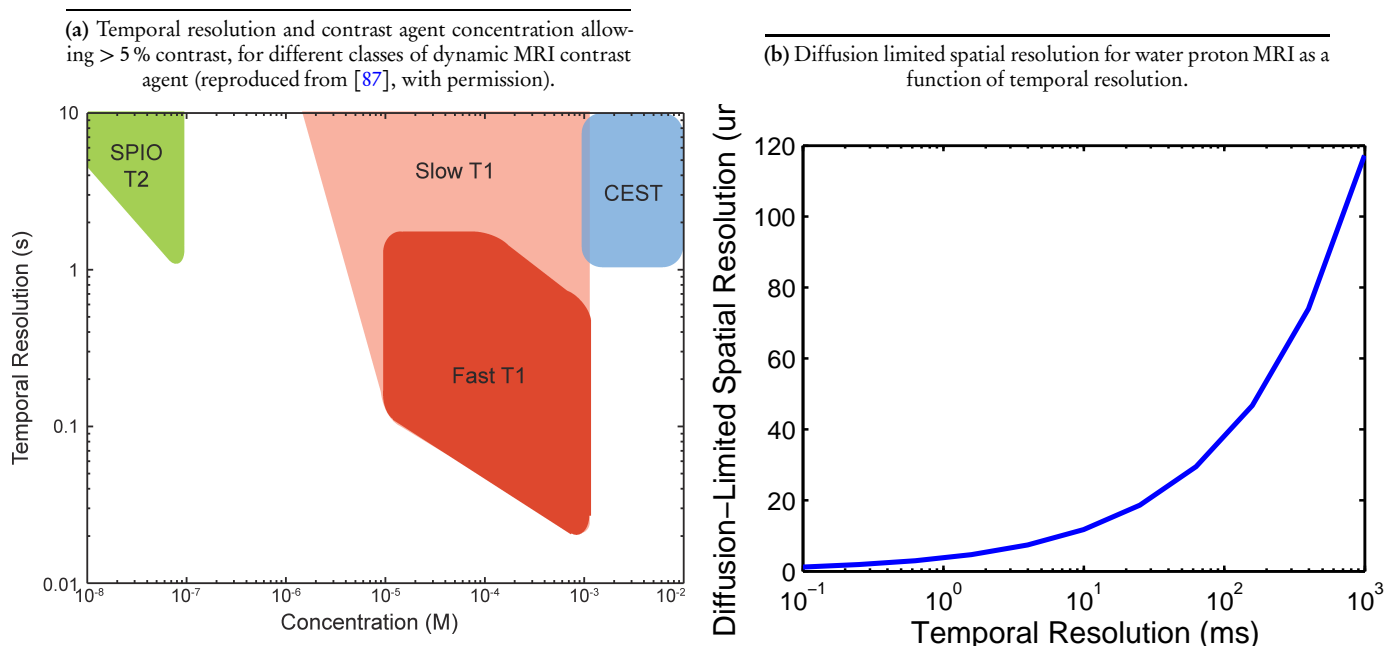 (a) Temporal resolution and contrast agent concentration allow-
ing > 5% contrast, for different classes of dynamic MRI contrast
agent (reproduced from [87], with permission).
10
1
0.1
0.01
Temporal Resolution (s)
SPIO
T2
Slow T1
CEST
Fast T1
10⁻⁸ 10⁻⁷ 10⁻⁶ 10⁻⁵ 10⁻⁴ 10⁻³ 10⁻²
Concentration (M)
(b) Diffusion limited spatial resolution for water proton MRI as a
function of temporal resolution.
Diffusion−Limited Spatial Resolution (ur
120
100
80
60
40
20
0
10⁻¹ 10⁰ 10¹ 10² 10³
Temporal Resolution (ms)